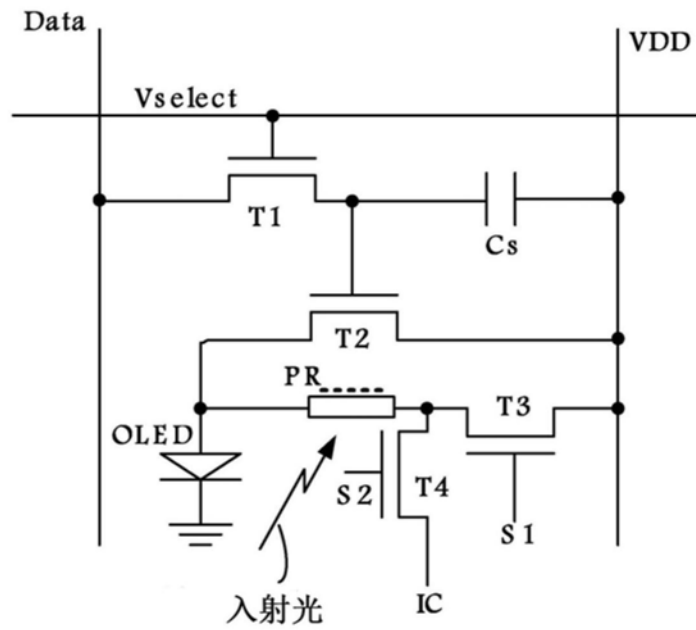 Data
VDD
Vselect
T1
Cs
T2
PR
T3
OLED
S2
T4
S1
入射光
IC